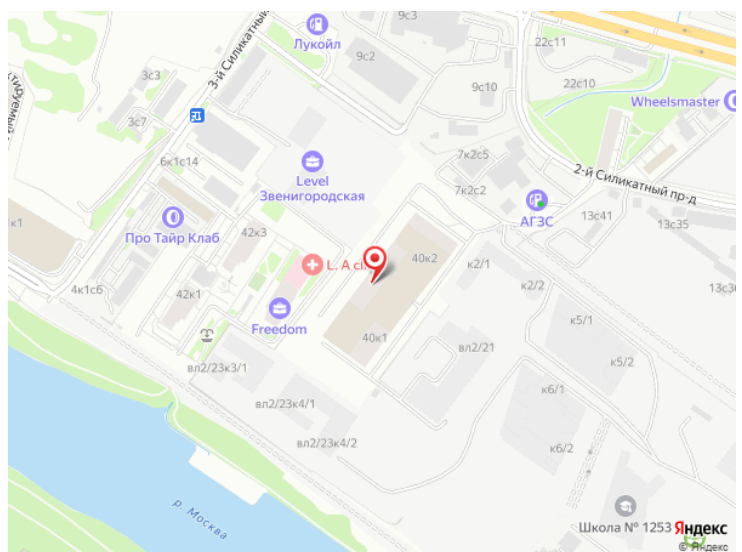 9с3
Лукойл
9с2
22с11
3-й Силикатный
3с3
9с10
22с10
Wheelsmaster
3с7
6к1с14
Level
Звенигородская
7к2с5
7к2с2
2-й Силикатный пр-д
АГЗС
13с41
13с35
Про Тайр Клаб
42к3
L. A cli
40к2
к2/1
к2/2
4к1с6
42к1
Freedom
40к1
вл2/21
к5/1
к5/2
вл2/23к3/1
вл2/23к4/1
к6/1
вл2/23к4/2
к6/2
р. Москва
Школа № 1253
Яндекс
© Яндекс